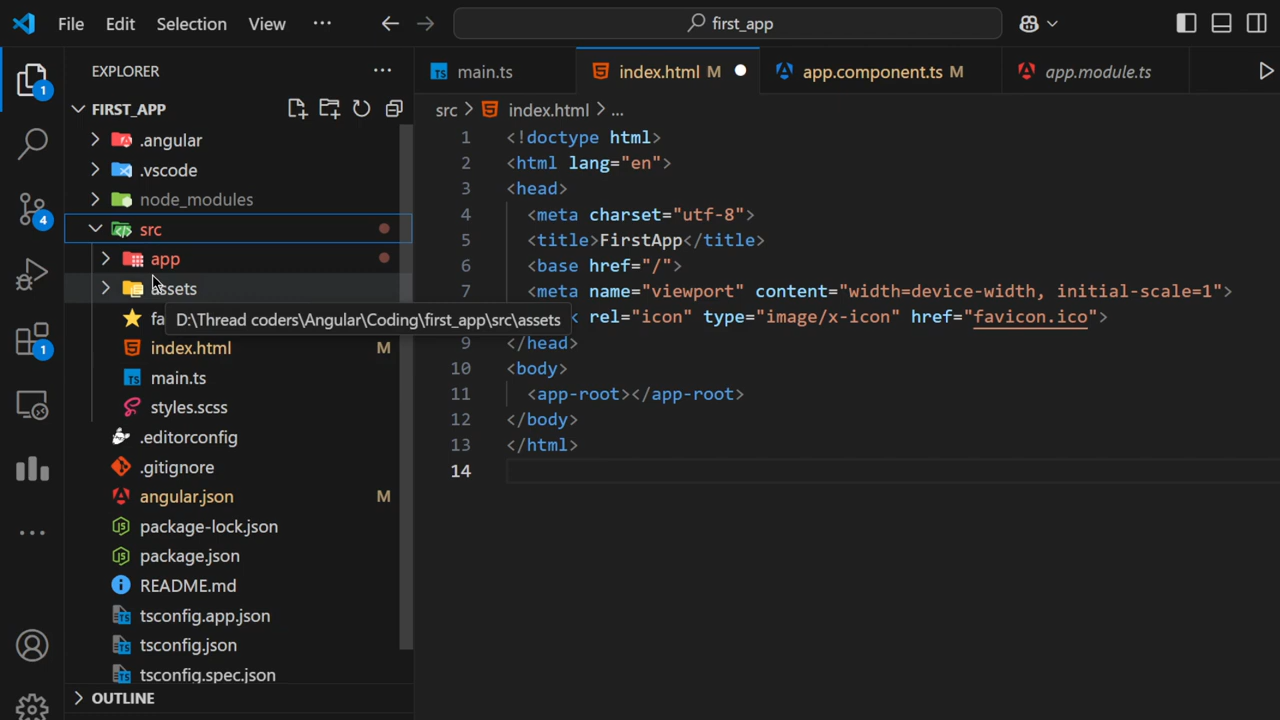 File Edit Selection View ··· first_app
EXPLORER ···
main.ts index.html M app.component.ts M app.module.ts
FIRST_APP
src > index.html > ...
.angular
.vscode
node_modules
src
app
assets
D:\Thread coders\Angular\Coding\first_app\src\assets
fa
index.html M
main.ts
styles.scss
.editorconfig
.gitignore
angular.json M
package-lock.json
package.json
README.md
tsconfig.app.json
tsconfig.json
tsconfig.spec.json
OUTLINE
1
4
1
1 <!doctype html>
2 <html lang="en">
3 <head>
4 <meta charset="utf-8">
5 <title>FirstApp</title>
6 <base href="/">
7 <meta name="viewport" content="width=device-width, initial-scale=1">
rel="icon" type="image/x-icon" href="favicon.ico">
9 </head>
10 <body>
11 <app-root></app-root>
12 </body>
13 </html>
14